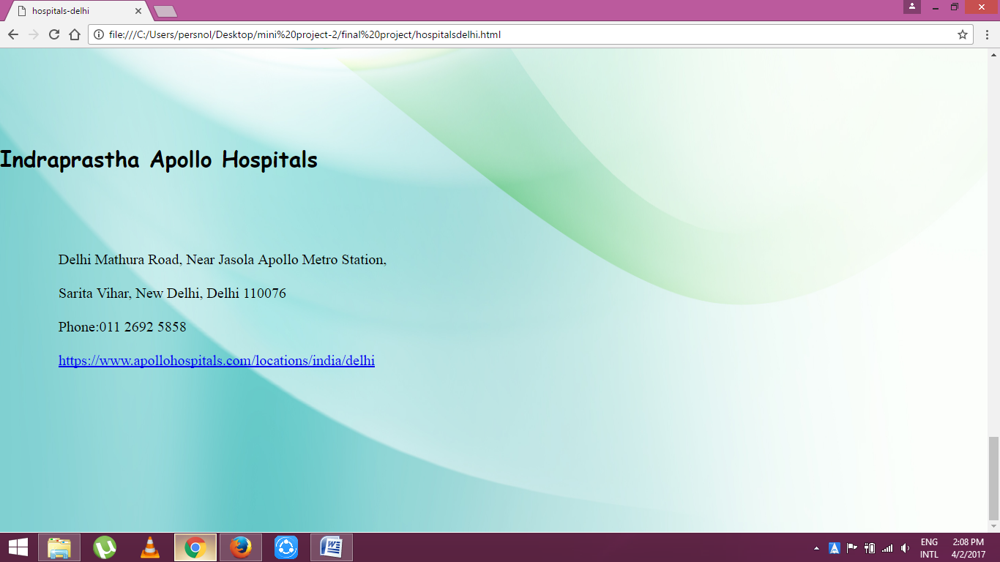 hospitals-delhi
file:///C:/Users/persnol/Desktop/mini%20project-2/final%20project/hospitalsdelhi.html
Indraprastha Apollo Hospitals
Delhi Mathura Road, Near Jasola Apollo Metro Station,
Sarita Vihar, New Delhi, Delhi 110076
Phone:011 2692 5858
https://www.apollohospitals.com/locations/india/delhi
ENG 2:08 PM
INTL 4/2/2017